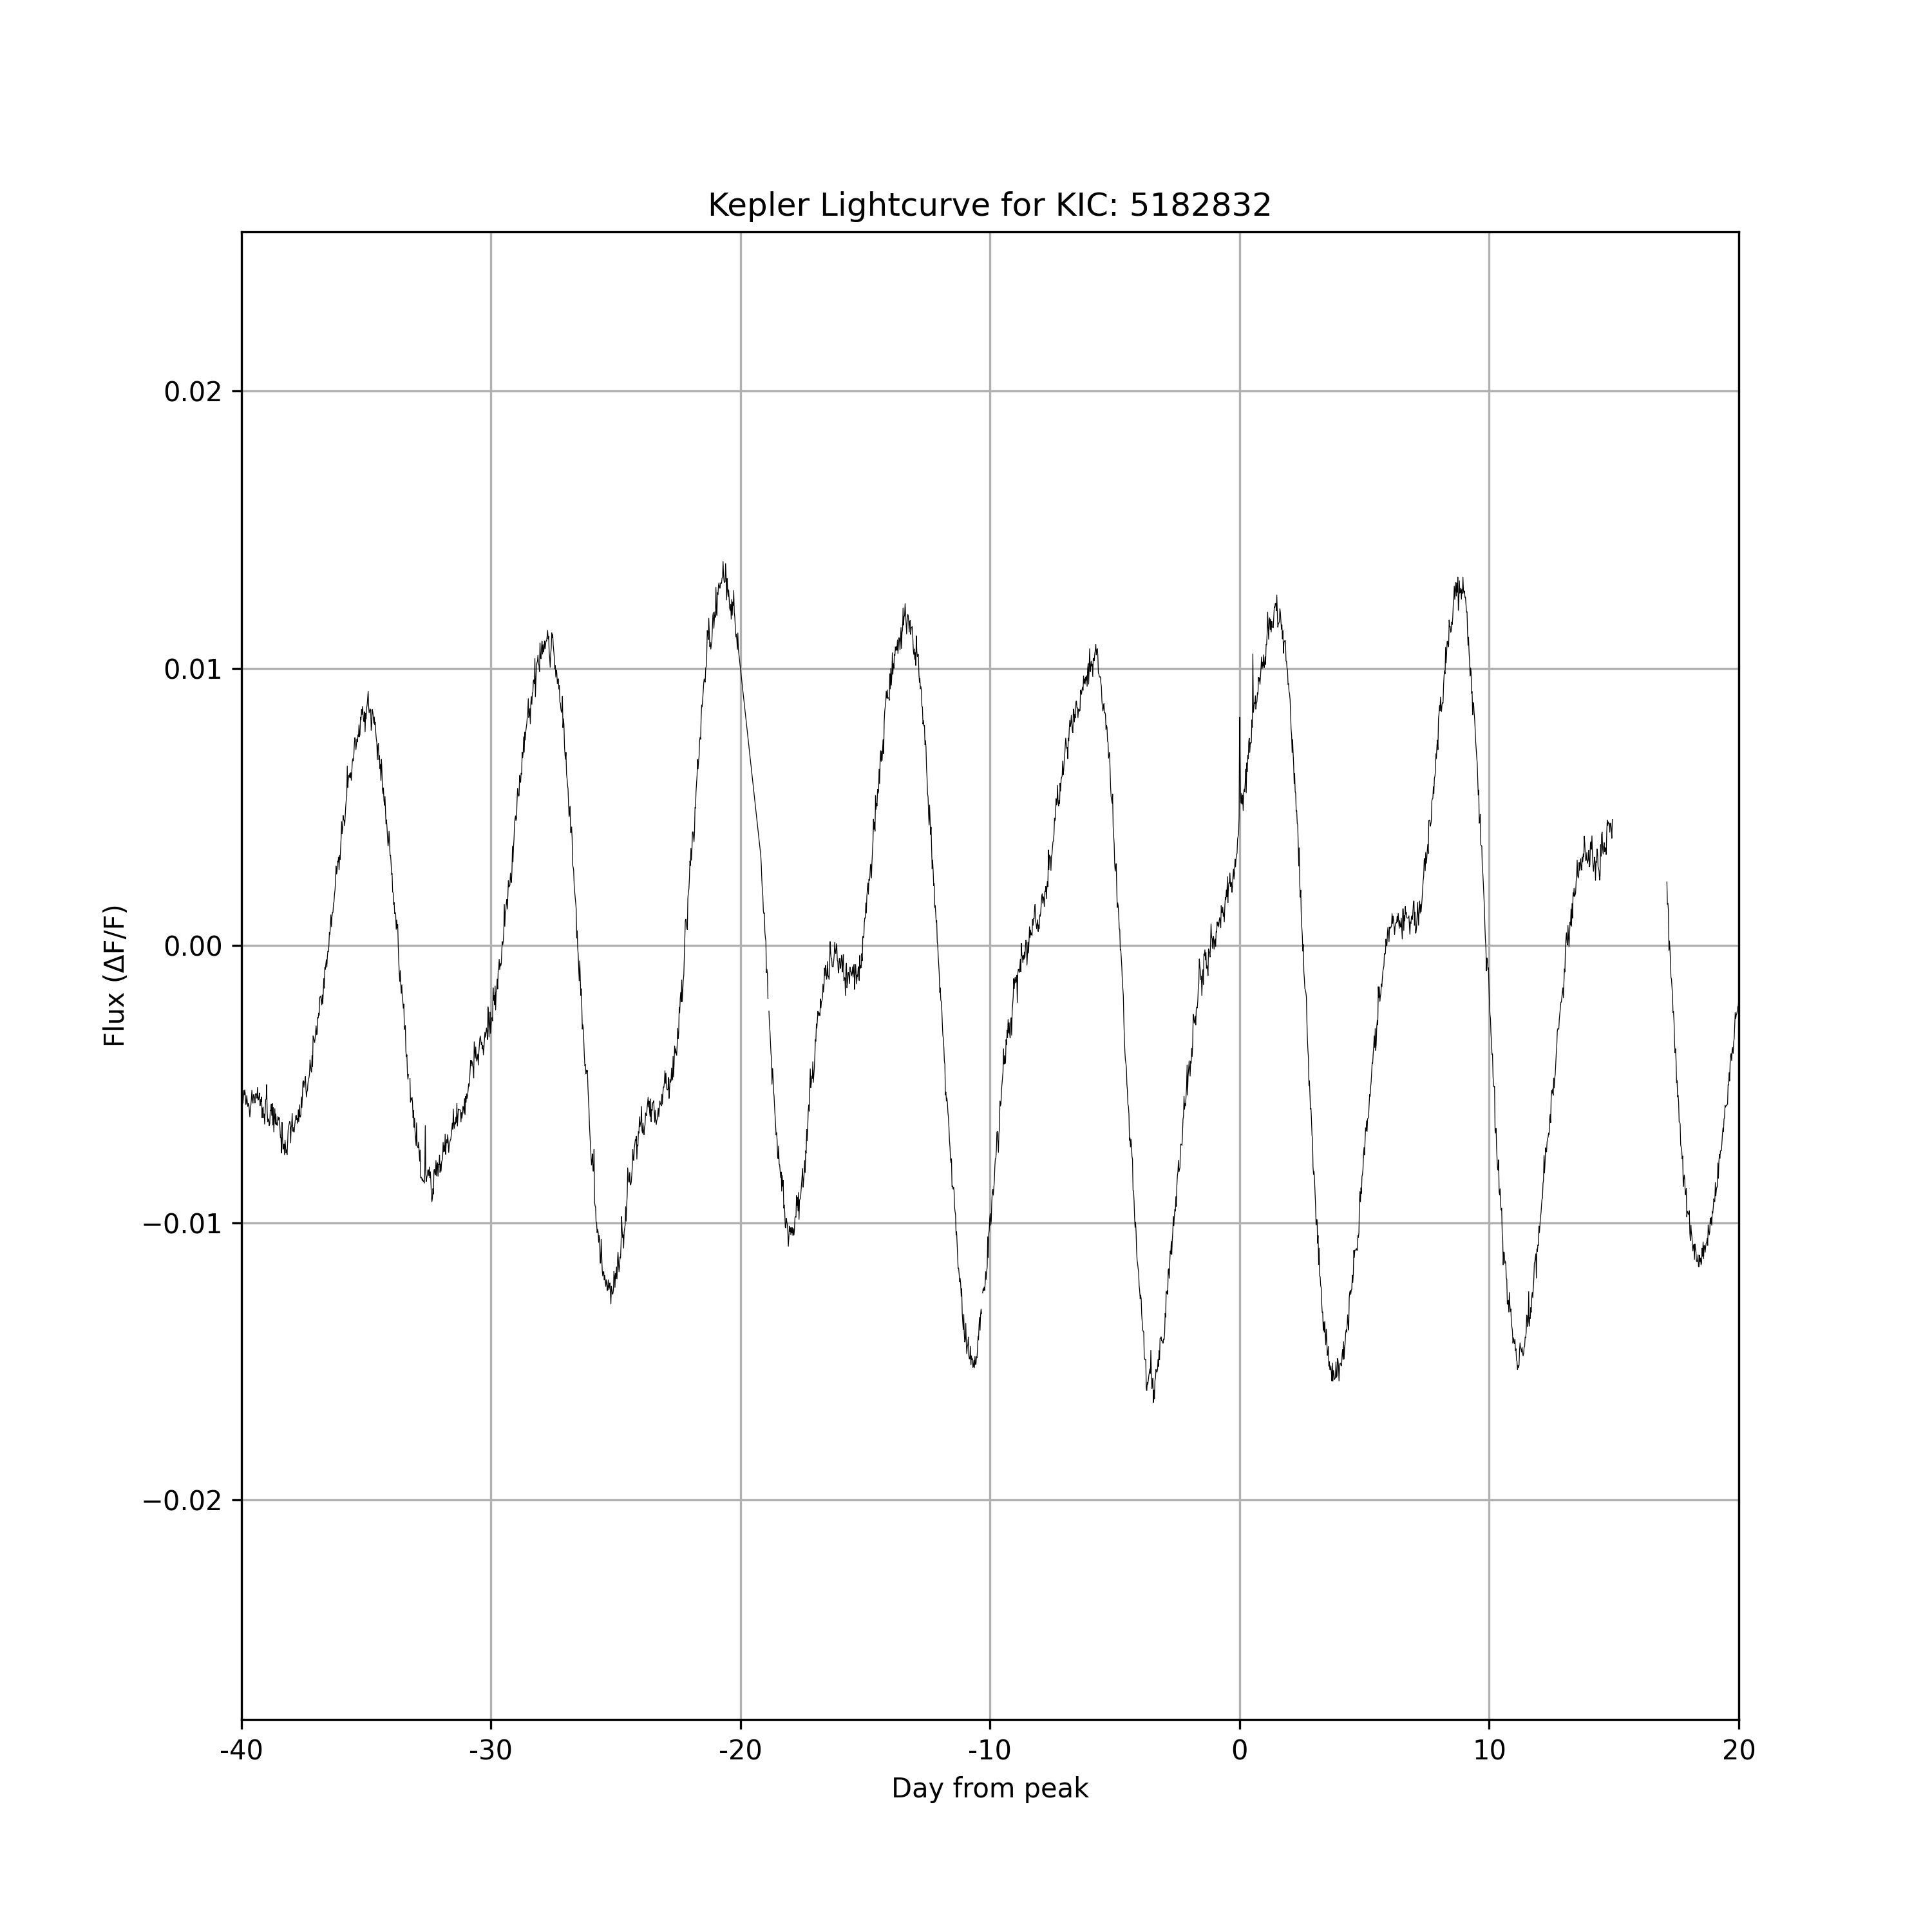 Kepler Lightcurve for KIC: 5182832
0.02
0.01
0.00
−0.01
−0.02
Flux (ΔF/F)
-40 -30 -20 -10 0 10 20
Day from peak